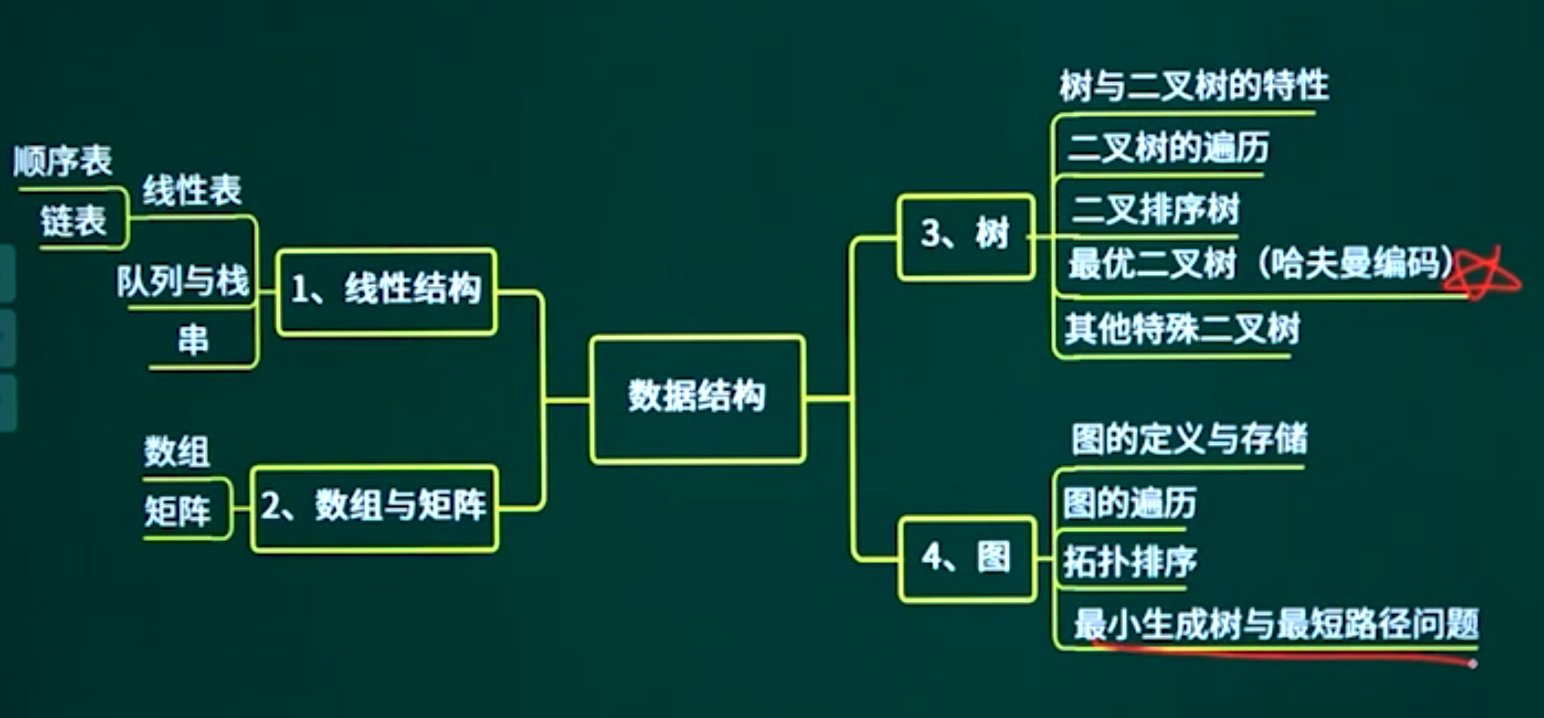 数据结构
1、线性结构
线性表
顺序表
链表
队列与栈
串
2、数组与矩阵
数组
矩阵
3、树
树与二叉树的特性
二叉树的遍历
二叉排序树
最优二叉树（哈夫曼编码）
其他特殊二叉树
4、图
图的定义与存储
图的遍历
拓扑排序
最小生成树与最短路径问题